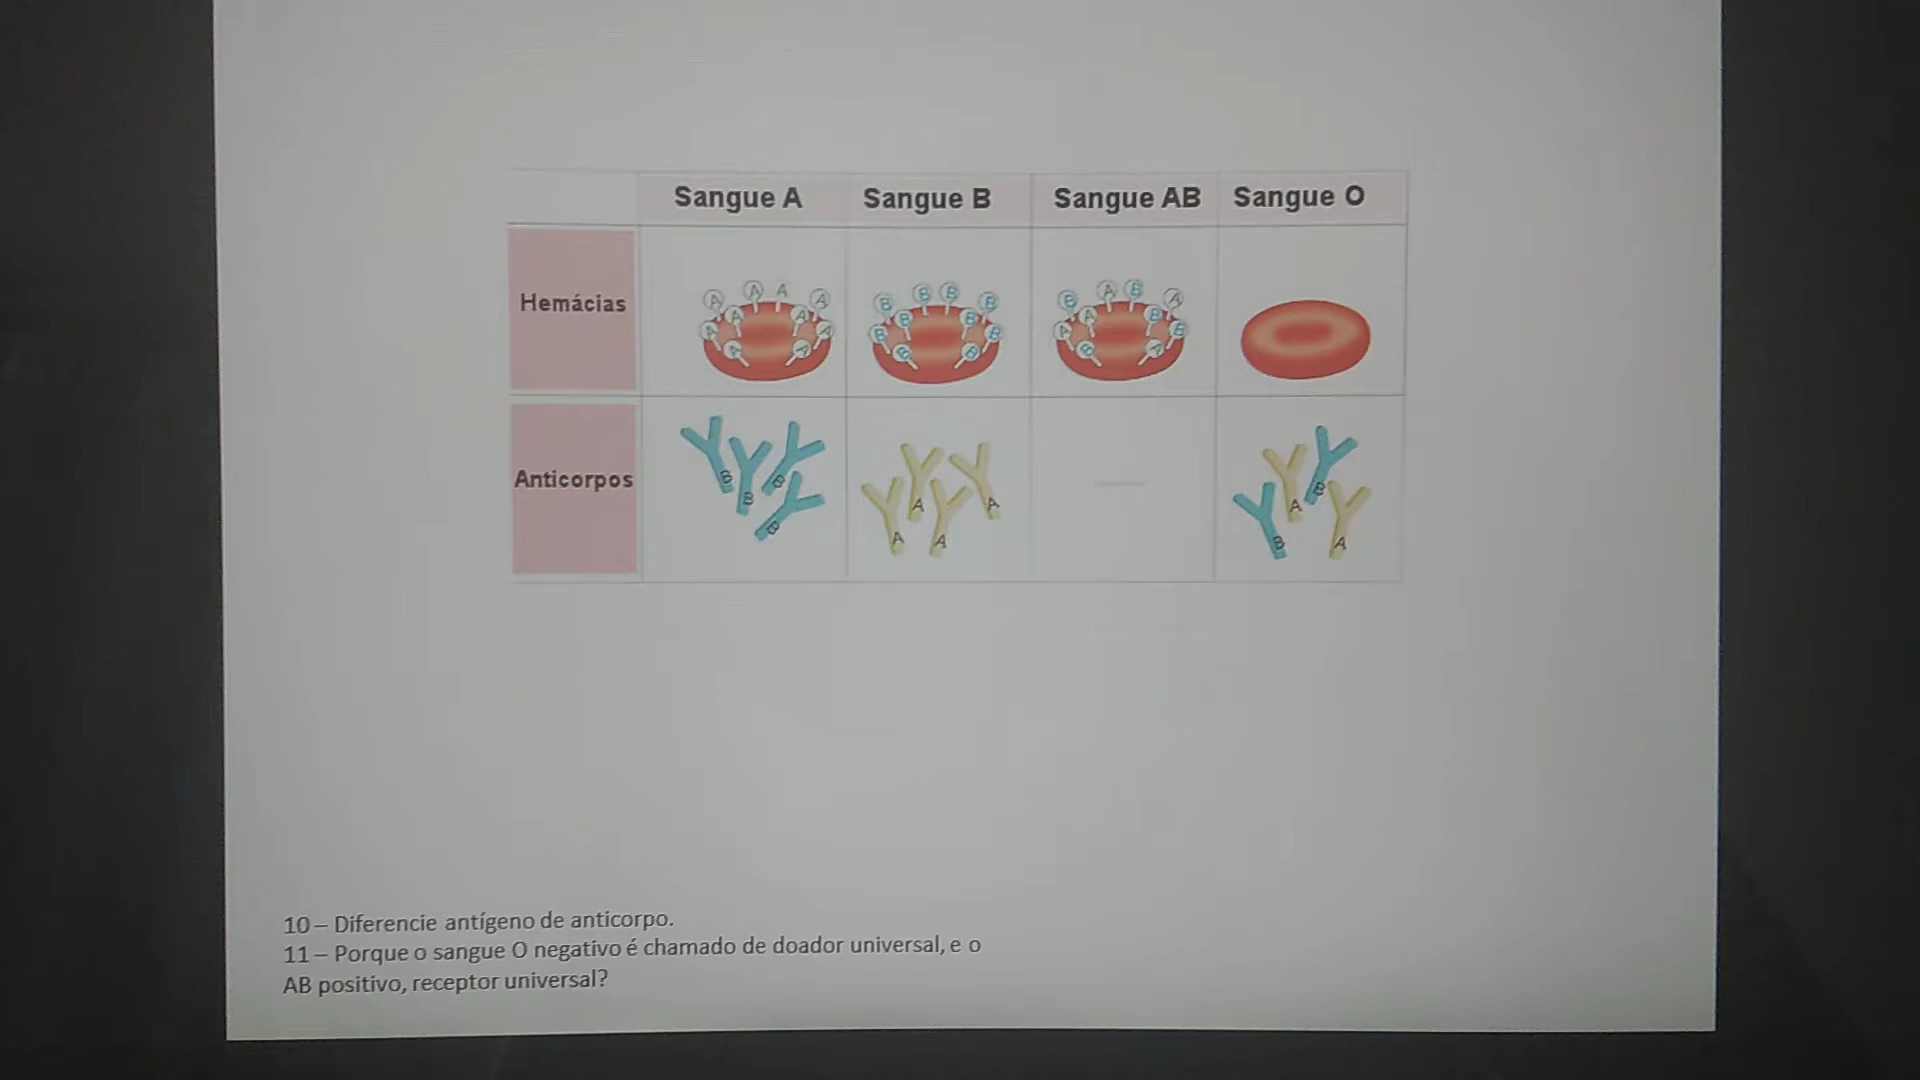 Sangue A Sangue B Sangue AB Sangue O
Hemácias
A A A A A A A A A A
B B B B B B B B B B
B A B A A B A B B A
Anticorpos
B B B B
A A A A
A B B A
10 – Diferencie antígeno de anticorpo.
11 – Porque o sangue O negativo é chamado de doador universal, e o
AB positivo, receptor universal?